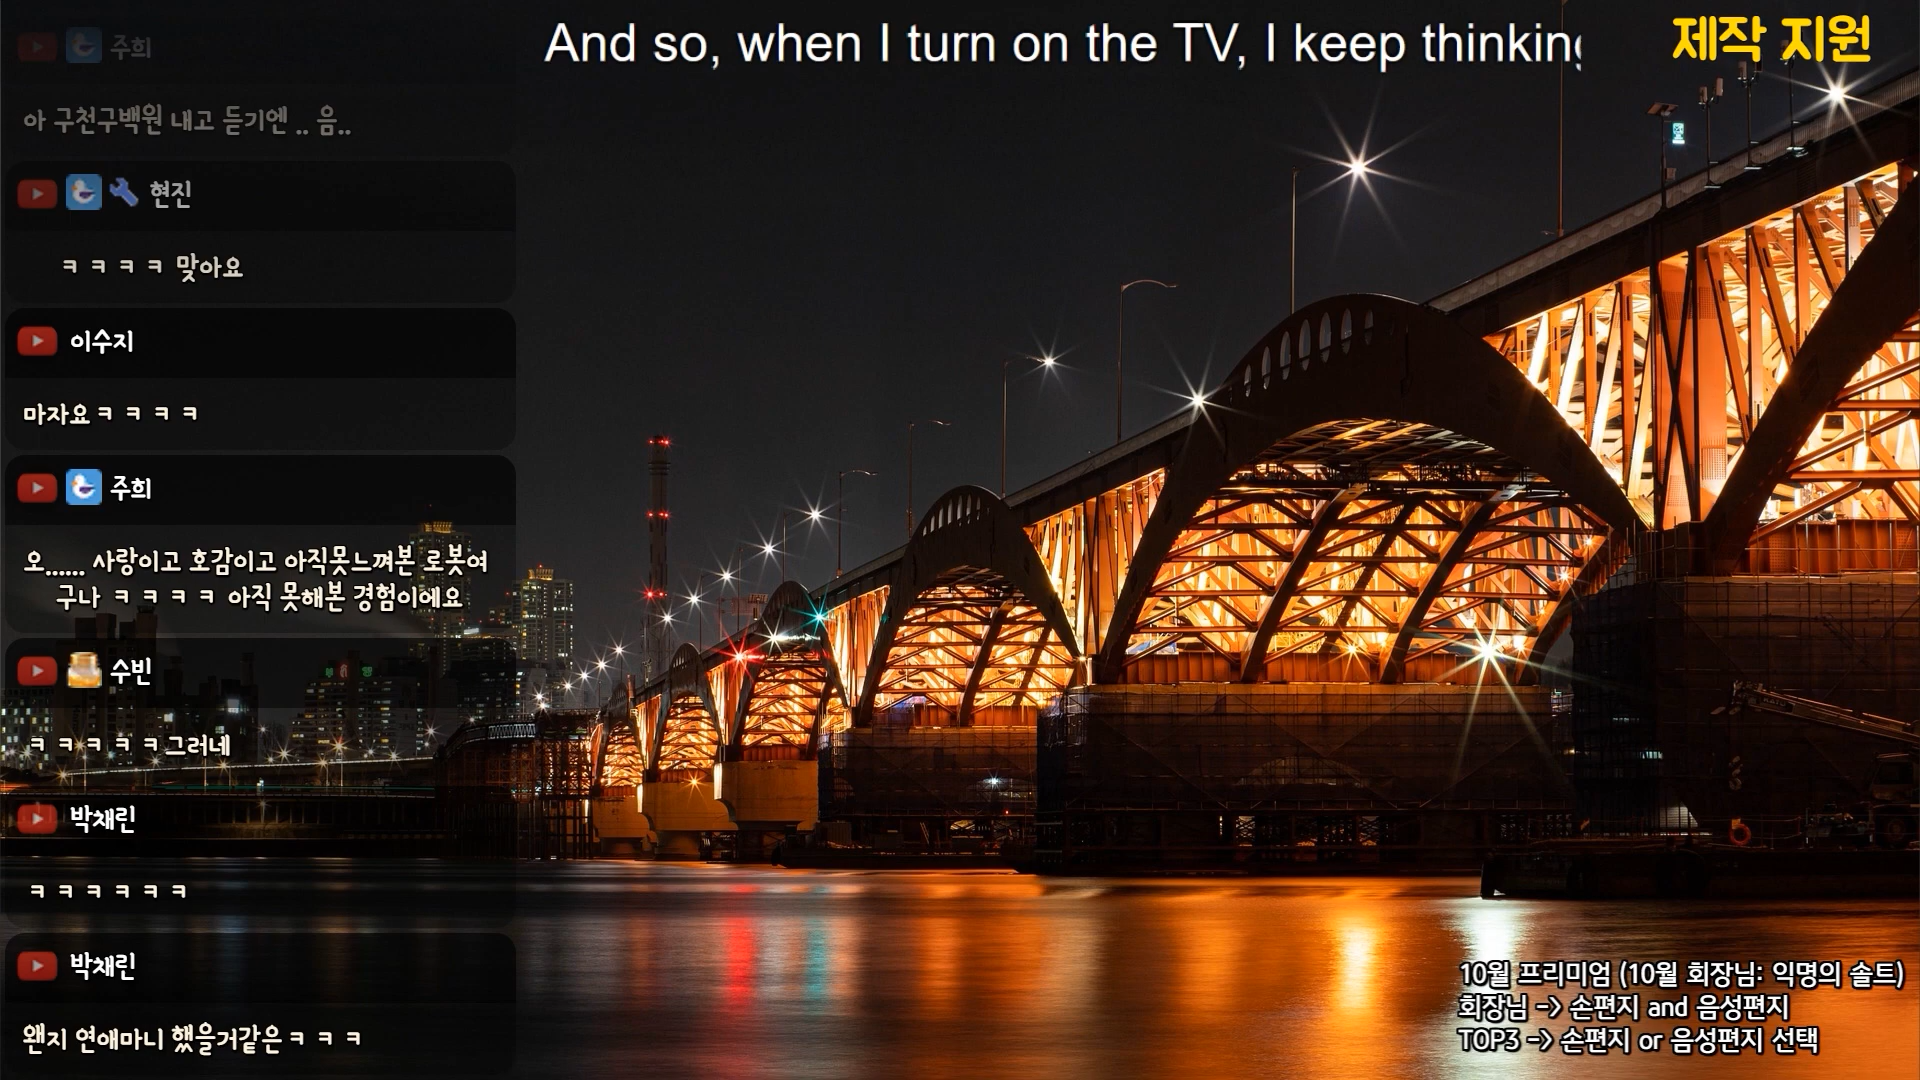 And so, when I turn on the TV, I keep thinking
제작 지원
주희
아 구천구백원 내고 듣기엔 .. 음..
현진
ㅋㅋㅋㅋ 맞아요
이수지
마자요ㅋㅋㅋㅋ
주희
오...... 사랑이고 호감이고 아직못느껴본 로봇여
구나 ㅋㅋㅋㅋ 아직 못해본 경험이에요
수빈
ㅋㅋㅋㅋㅋ그러네
박채린
ㅋㅋㅋㅋㅋㅋ
박채린
왠지 연애마니 했을거같은ㅋㅋㅋ
10월 프리미엄 (10월 회장님: 익명의 솔트)
회장님 -> 손편지 and 음성편지
TOP3 -> 손편지 or 음성편지 선택